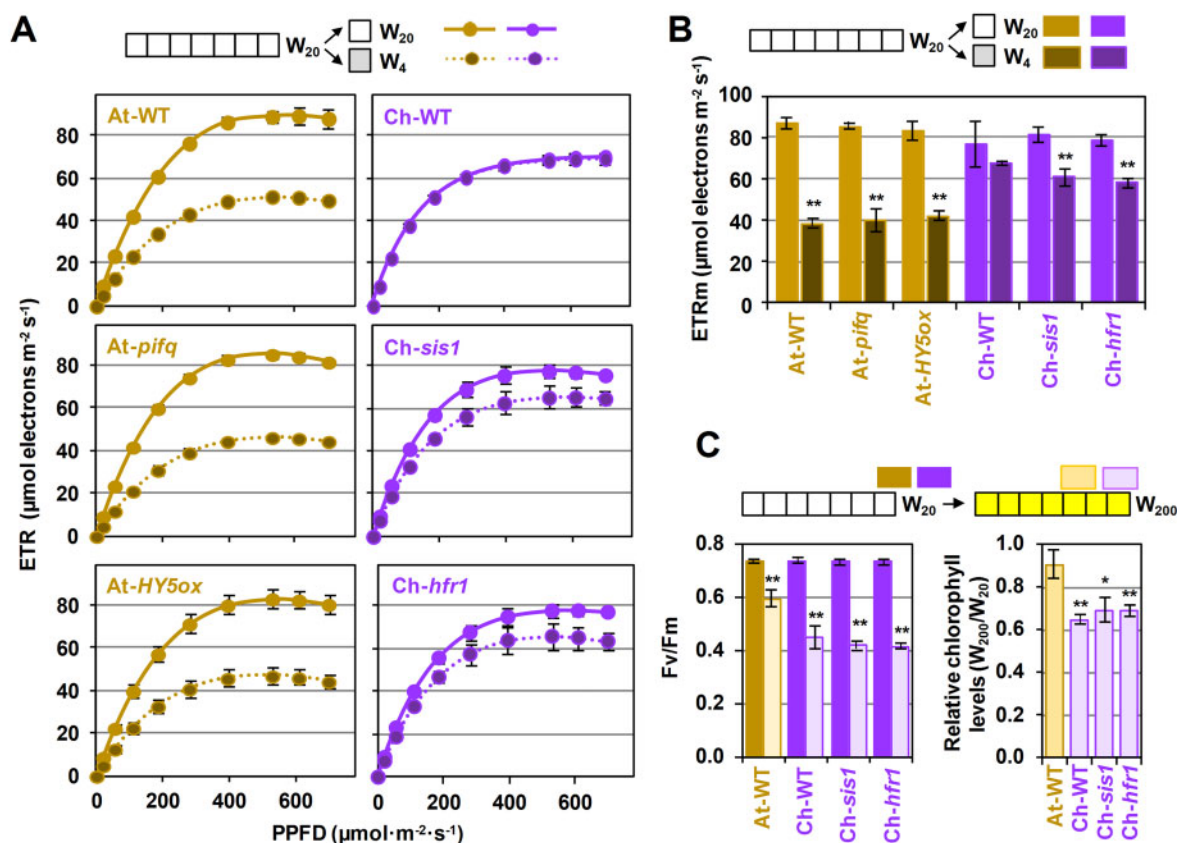 A
W20
W20
W4
ETR (µmol electrons m-2 s-1)
At-WT
80
60
40
20
0
Ch-WT
At-pifq
80
60
40
20
0
Ch-sis1
At-HY5ox
80
60
40
20
0
Ch-hfr1
0 200 400 600 0 200 400 600
PPFD (µmol·m-2·s-1)
B
W20
W20
W4
ETRm (µmol electrons m-2 s-1)
100
80
60
40
20
0
** ** ** ** **
At-WT
At-pifq
At-HY5ox
Ch-WT
Ch-sis1
Ch-hfr1
C
W20
W200
Fv/Fm
0.8
0.6
0.4
0.2
0.0
** ** ** **
At-WT
Ch-WT
Ch-sis1
Ch-hfr1
Relative chlorophyll
levels (W200/W20)
1.0
0.8
0.6
0.4
0.2
0.0
** * **
At-WT
Ch-WT
Ch-sis1
Ch-hfr1